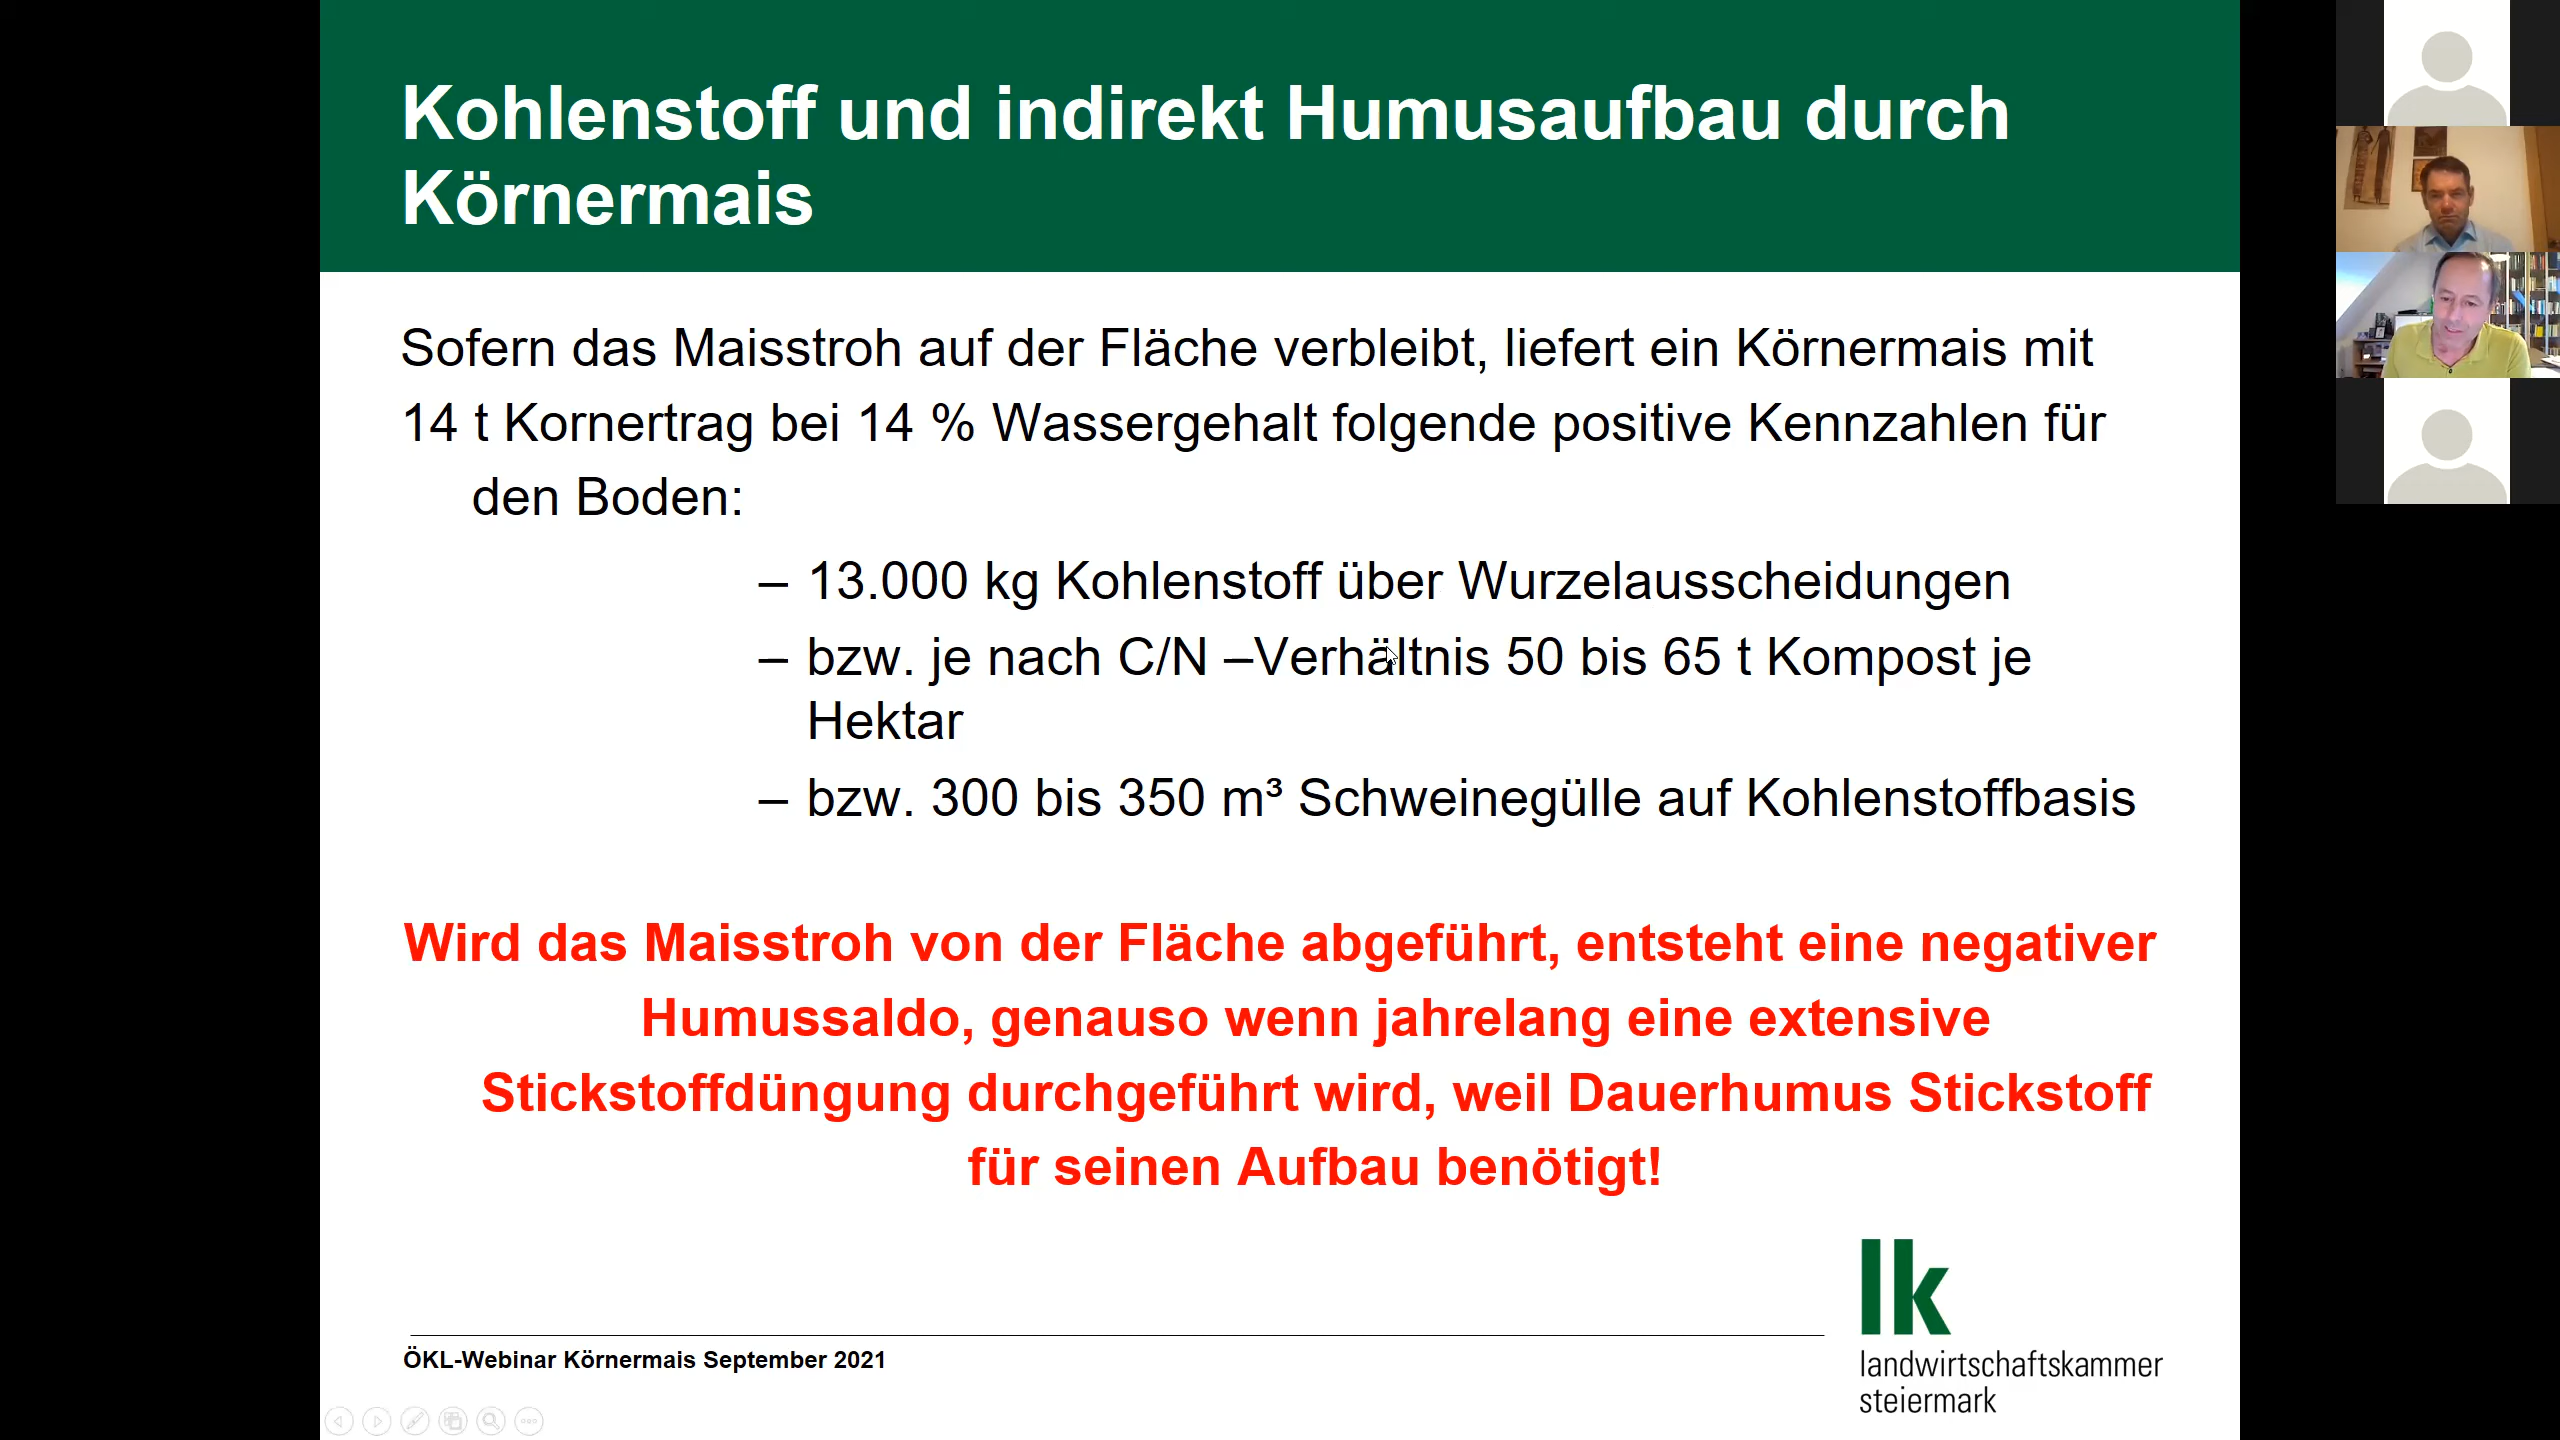 Kohlenstoff und indirekt Humusaufbau durch
Körnermais
Sofern das Maisstroh auf der Fläche verbleibt, liefert ein Körnermais mit
14 t Kornertrag bei 14 % Wassergehalt folgende positive Kennzahlen für
den Boden:
– 13.000 kg Kohlenstoff über Wurzelausscheidungen
– bzw. je nach C/N –Verhältnis 50 bis 65 t Kompost je
Hektar
– bzw. 300 bis 350 m³ Schweinegülle auf Kohlenstoffbasis
Wird das Maisstroh von der Fläche abgeführt, entsteht eine negativer
Humussaldo, genauso wenn jahrelang eine extensive
Stickstoffdüngung durchgeführt wird, weil Dauerhumus Stickstoff
für seinen Aufbau benötigt!
ÖKL-Webinar Körnermais September 2021
lk
landwirtschaftskammer
steiermark